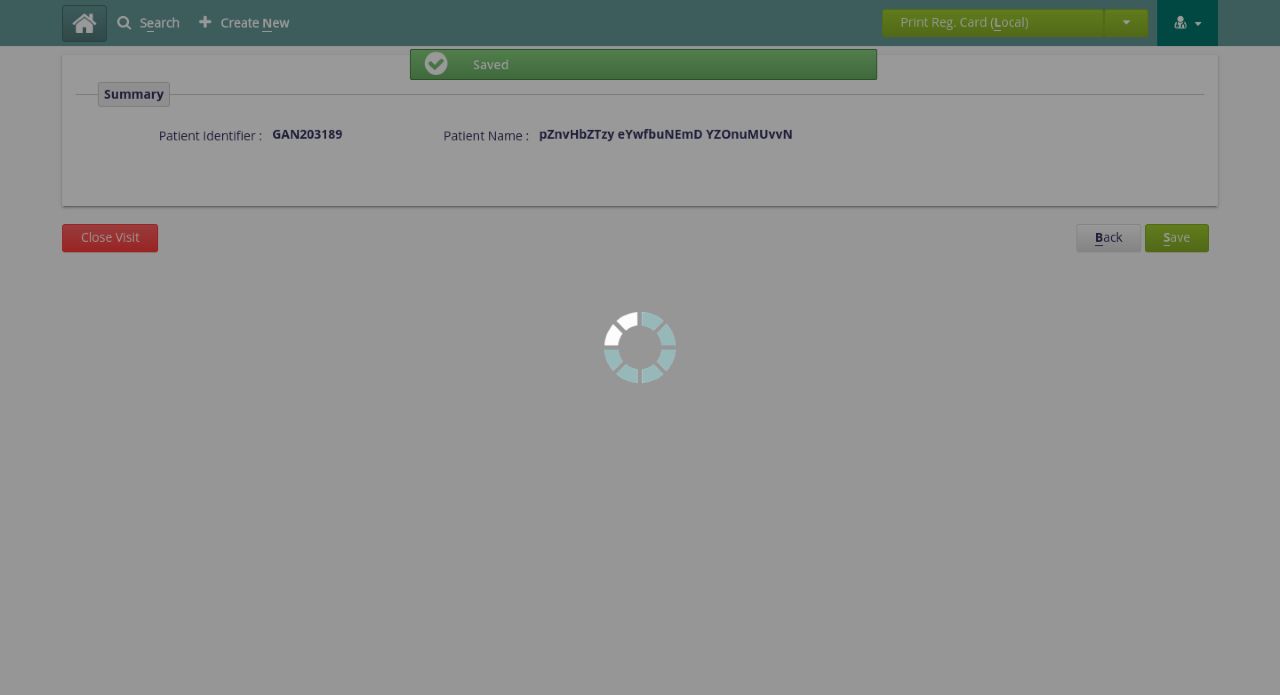 Search Create New Print Reg. Card (Local)
Saved
Summary
Patient Identifier : GAN203189 Patient Name : pZnvHbZTzy eYwfbuNEmD YZOnuMUvvN
Close Visit Back Save